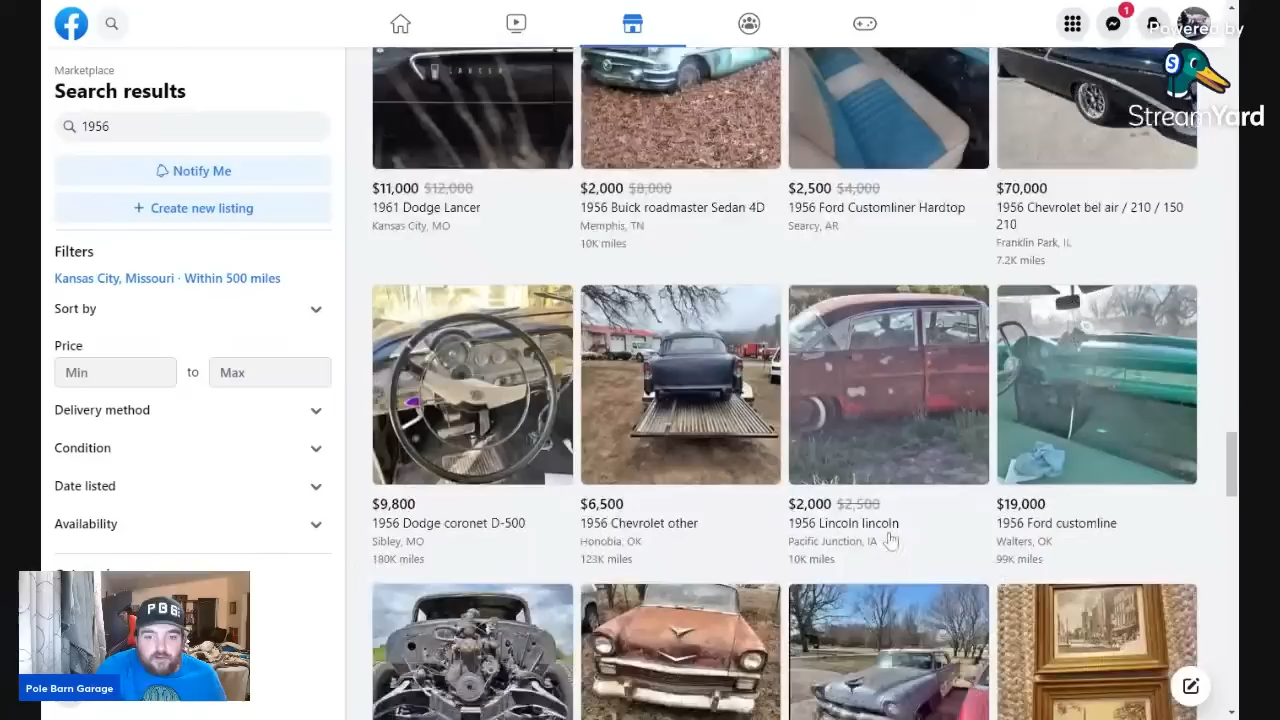 Marketplace
Search results
1956
Notify Me
+ Create new listing
Filters
Kansas City, Missouri · Within 500 miles
Sort by
Price
Min
to
Max
Delivery method
Condition
Date listed
Availability
LANCER
$11,000 $12,000
1961 Dodge Lancer
Kansas City, MO
$2,000 $8,000
1956 Buick roadmaster Sedan 4D
Memphis, TN
10K miles
$2,500 $4,000
1956 Ford Customliner Hardtop
Searcy, AR
$70,000
1956 Chevrolet bel air / 210 / 150
210
Franklin Park, IL
7.2K miles
$9,800
1956 Dodge coronet D-500
Sibley, MO
180K miles
$6,500
1956 Chevrolet other
Honobia, OK
123K miles
$2,000 $2,500
1956 Lincoln lincoln
Pacific Junction, IA
10K miles
$19,000
1956 Ford customline
Walters, OK
99K miles
1
Powered by
S
StreamYard
PBG
Pole Barn Garage